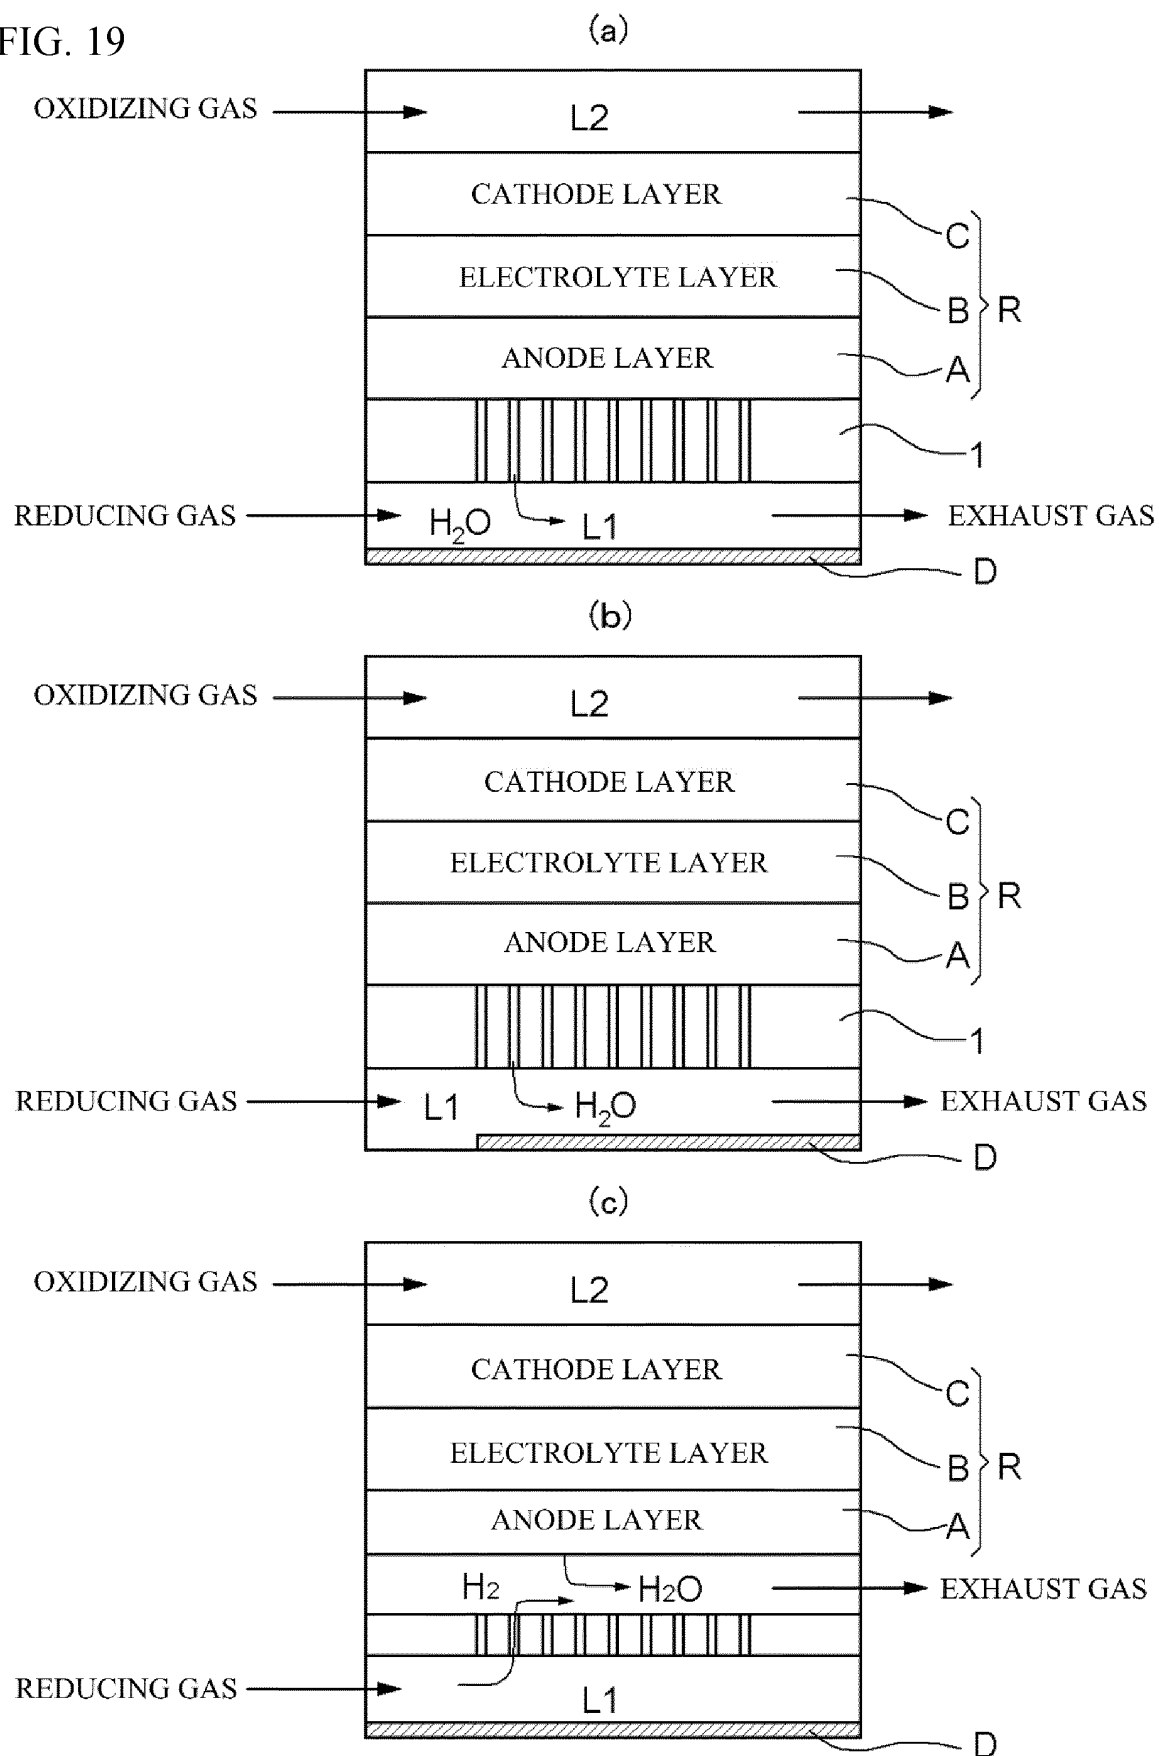 FIG. 19
(a)
OXIDIZING GAS
L2
CATHODE LAYER
C
ELECTROLYTE LAYER
B
R
ANODE LAYER
A
1
REDUCING GAS
H2O
L1
EXHAUST GAS
D
(b)
OXIDIZING GAS
L2
CATHODE LAYER
C
ELECTROLYTE LAYER
B
R
ANODE LAYER
A
1
REDUCING GAS
L1
H2O
EXHAUST GAS
D
(c)
OXIDIZING GAS
L2
CATHODE LAYER
C
ELECTROLYTE LAYER
B
R
ANODE LAYER
A
H2
H2O
EXHAUST GAS
REDUCING GAS
L1
D